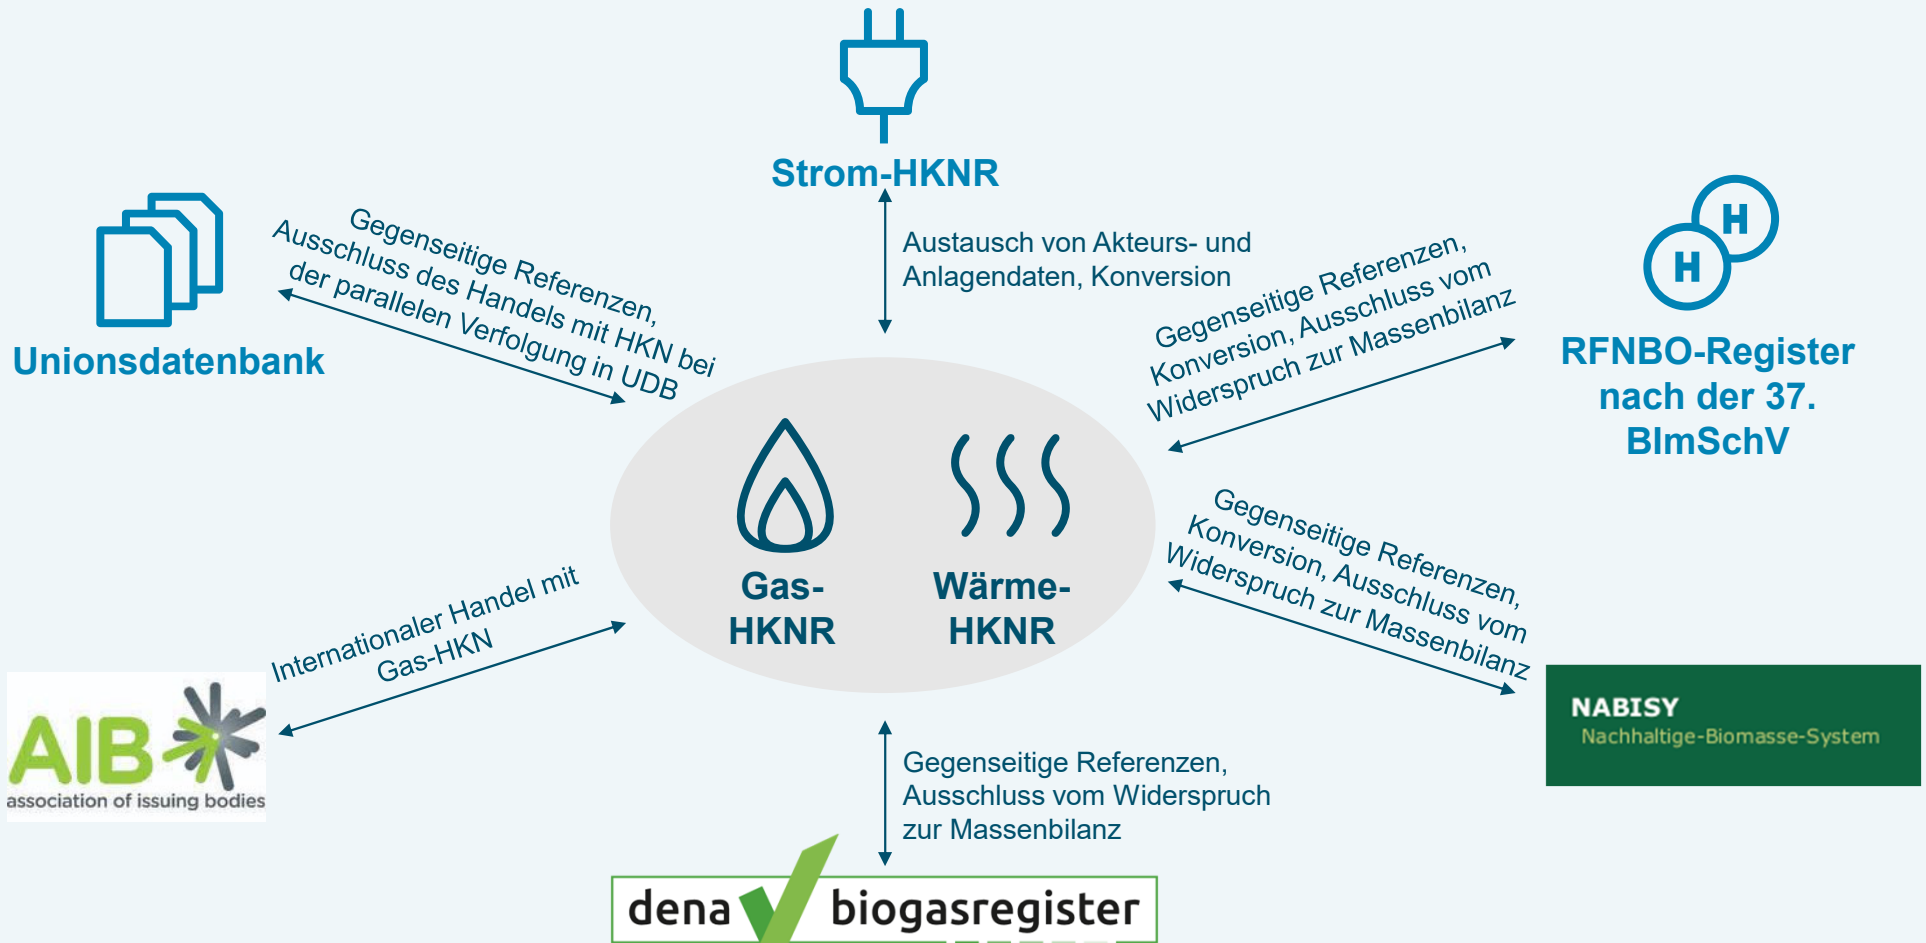 Strom-HKNR
Austausch von Akteurs- und
Anlagendaten, Konversion
Unionsdatenbank
Gegenseitige Referenzen,
Ausschluss des Handels mit HKN bei
der parallelen Verfolgung in UDB
Gegenseitige Referenzen,
Konversion, Ausschluss vom
Widerspruch zur Massenbilanz
H
H
RFNBO-Register
nach der 37.
BImSchV
Gas-
HKNR
Wärme-
HKNR
Gegenseitige Referenzen,
Konversion, Ausschluss vom
Widerspruch zur Massenbilanz
NABISY
Nachhaltige-Biomasse-System
Internationaler Handel mit
Gas-HKN
AIB
association of issuing bodies
Gegenseitige Referenzen,
Ausschluss vom Widerspruch
zur Massenbilanz
dena biogasregister